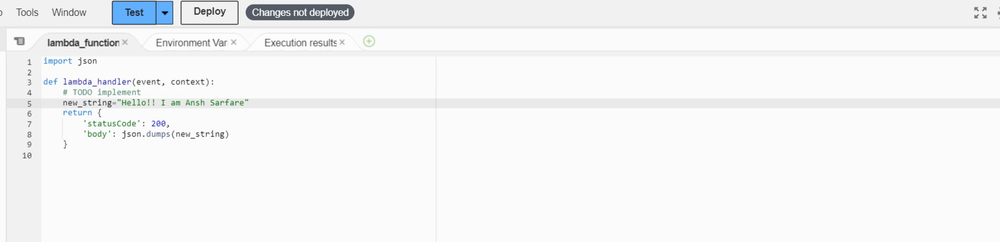 Tools Window Test Deploy Changes not deployed
lambda_function Environment Var Execution results
1 import json
2
3 def lambda_handler(event, context):
4 # TODO implement
5 new_string="Hello!! I am Ansh Sarfare"
6 return {
7 'statusCode': 200,
8 'body': json.dumps(new_string)
9 }
10